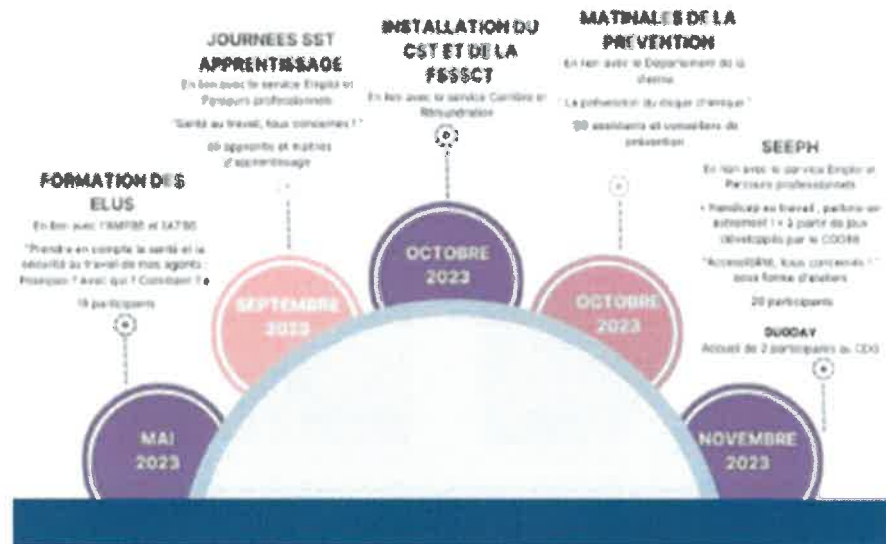 FORMATION DES
ELUS
En lien avec l'AMF86 et l'AT86
"Prendre en compte la santé et la
sécurité au travail de mes agents :
Pourquoi ? Avec qui ? Comment ?"
participants
MAI
2023
JOURNEES SST
APPRENTISSAGE
En lien avec le service Emploi et
Parcours professionnels
"Santé au travail, tous concernés !"
apprentis et maitres
d'apprentissage
SEPTEMBRE
2023
INSTALLATION DU
CST ET DE LA
FSSSCT
En lien avec le service Carrière et
Rémunération
OCTOBRE
2023
MATINALES DE LA
PREVENTION
En lien avec le Département de la
Vienne
"La prévention du risque chimique"
assistants et conseillers de
prévention
OCTOBRE
2023
SEEPH
En lien avec le service Emploi et
Parcours professionnels
« Handicap au travail, parlons-en
autrement ! » à partir de jeux
développés par le CDG86
"Accessibilité, tous concernés !"
sous forme d'ateliers
20 participants
DUODAY
Accueil de 2 participants au CDG
NOVEMBRE
2023